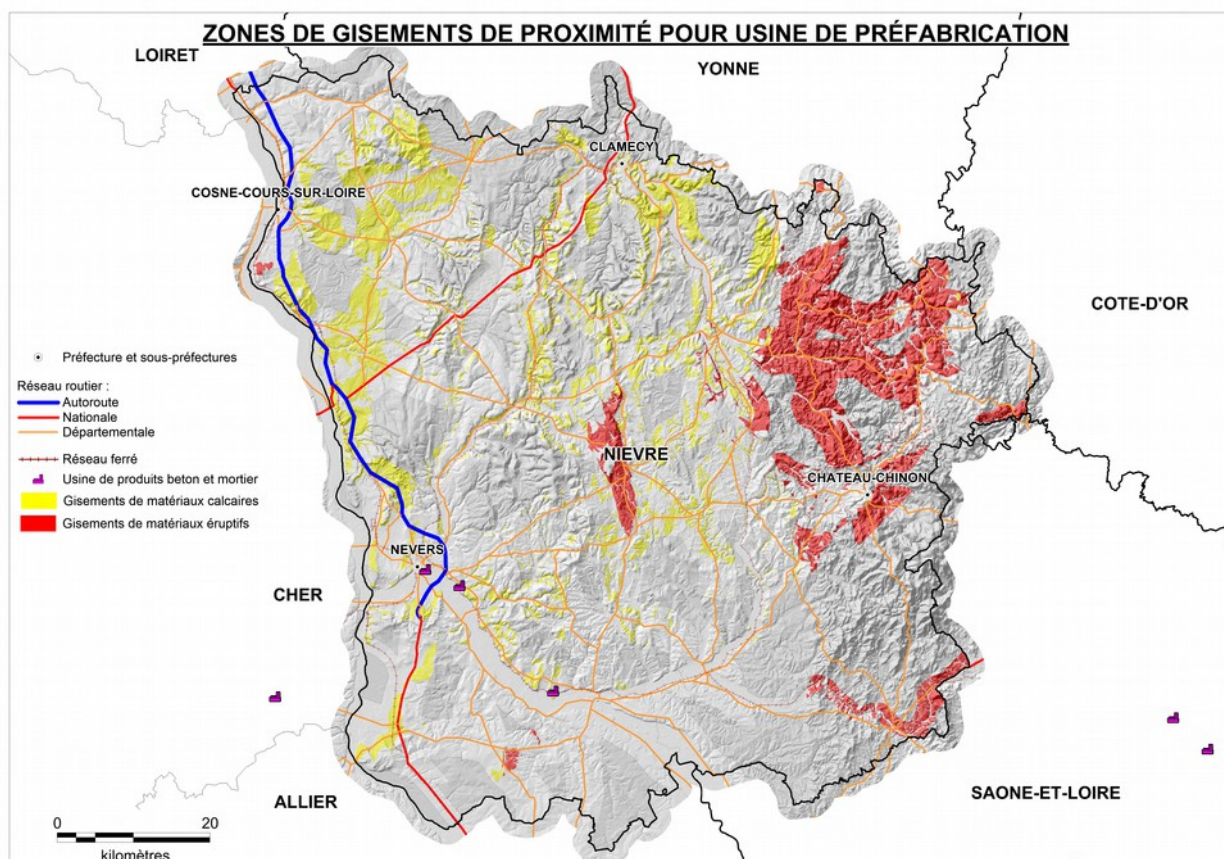 ZONES DE GISEMENTS DE PROXIMITÉ POUR USINE DE PRÉFABRICATION
LOIRET
YONNE
CLAMECY
COSNE-COURS-SUR-LOIRE
COTE-D'OR
Préfecture et sous-préfectures
Réseau routier :
Autoroute
Nationale
Départementale
Réseau ferré
Usine de produits beton et mortier
Gisements de matériaux calcaires
Gisements de matériaux éruptifs
NIEVRE
CHATEAU-CHINON
NEVERS
CHER
ALLIER
SAONE-ET-LOIRE
0 20
kilomètres